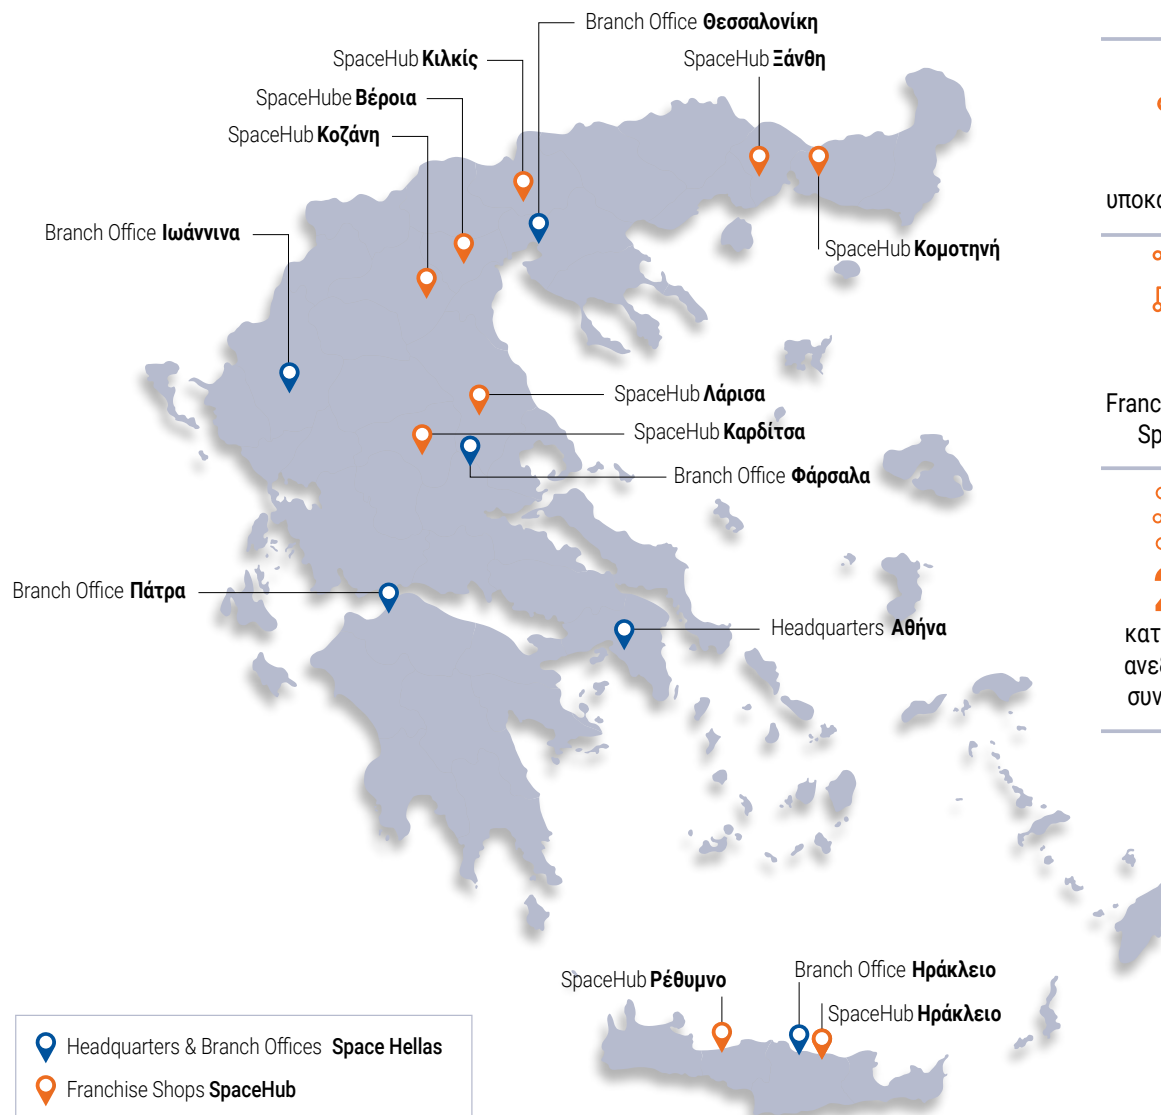 Branch Office Θεσσαλονίκη
SpaceHub Κιλκίς
SpaceHub Ξάνθη
SpaceHube Βέροια
SpaceHub Κοζάνη
Branch Office Ιωάννινα
SpaceHub Κομοτηνή
SpaceHub Λάρισα
SpaceHub Καρδίτσα
Branch Office Φάρσαλα
Branch Office Πάτρα
Headquarters Αθήνα
SpaceHub Ρέθυμνο
Branch Office Ηράκλειο
SpaceHub Ηράκλειο
Headquarters & Branch Offices Space Hellas
Franchise Shops SpaceHub